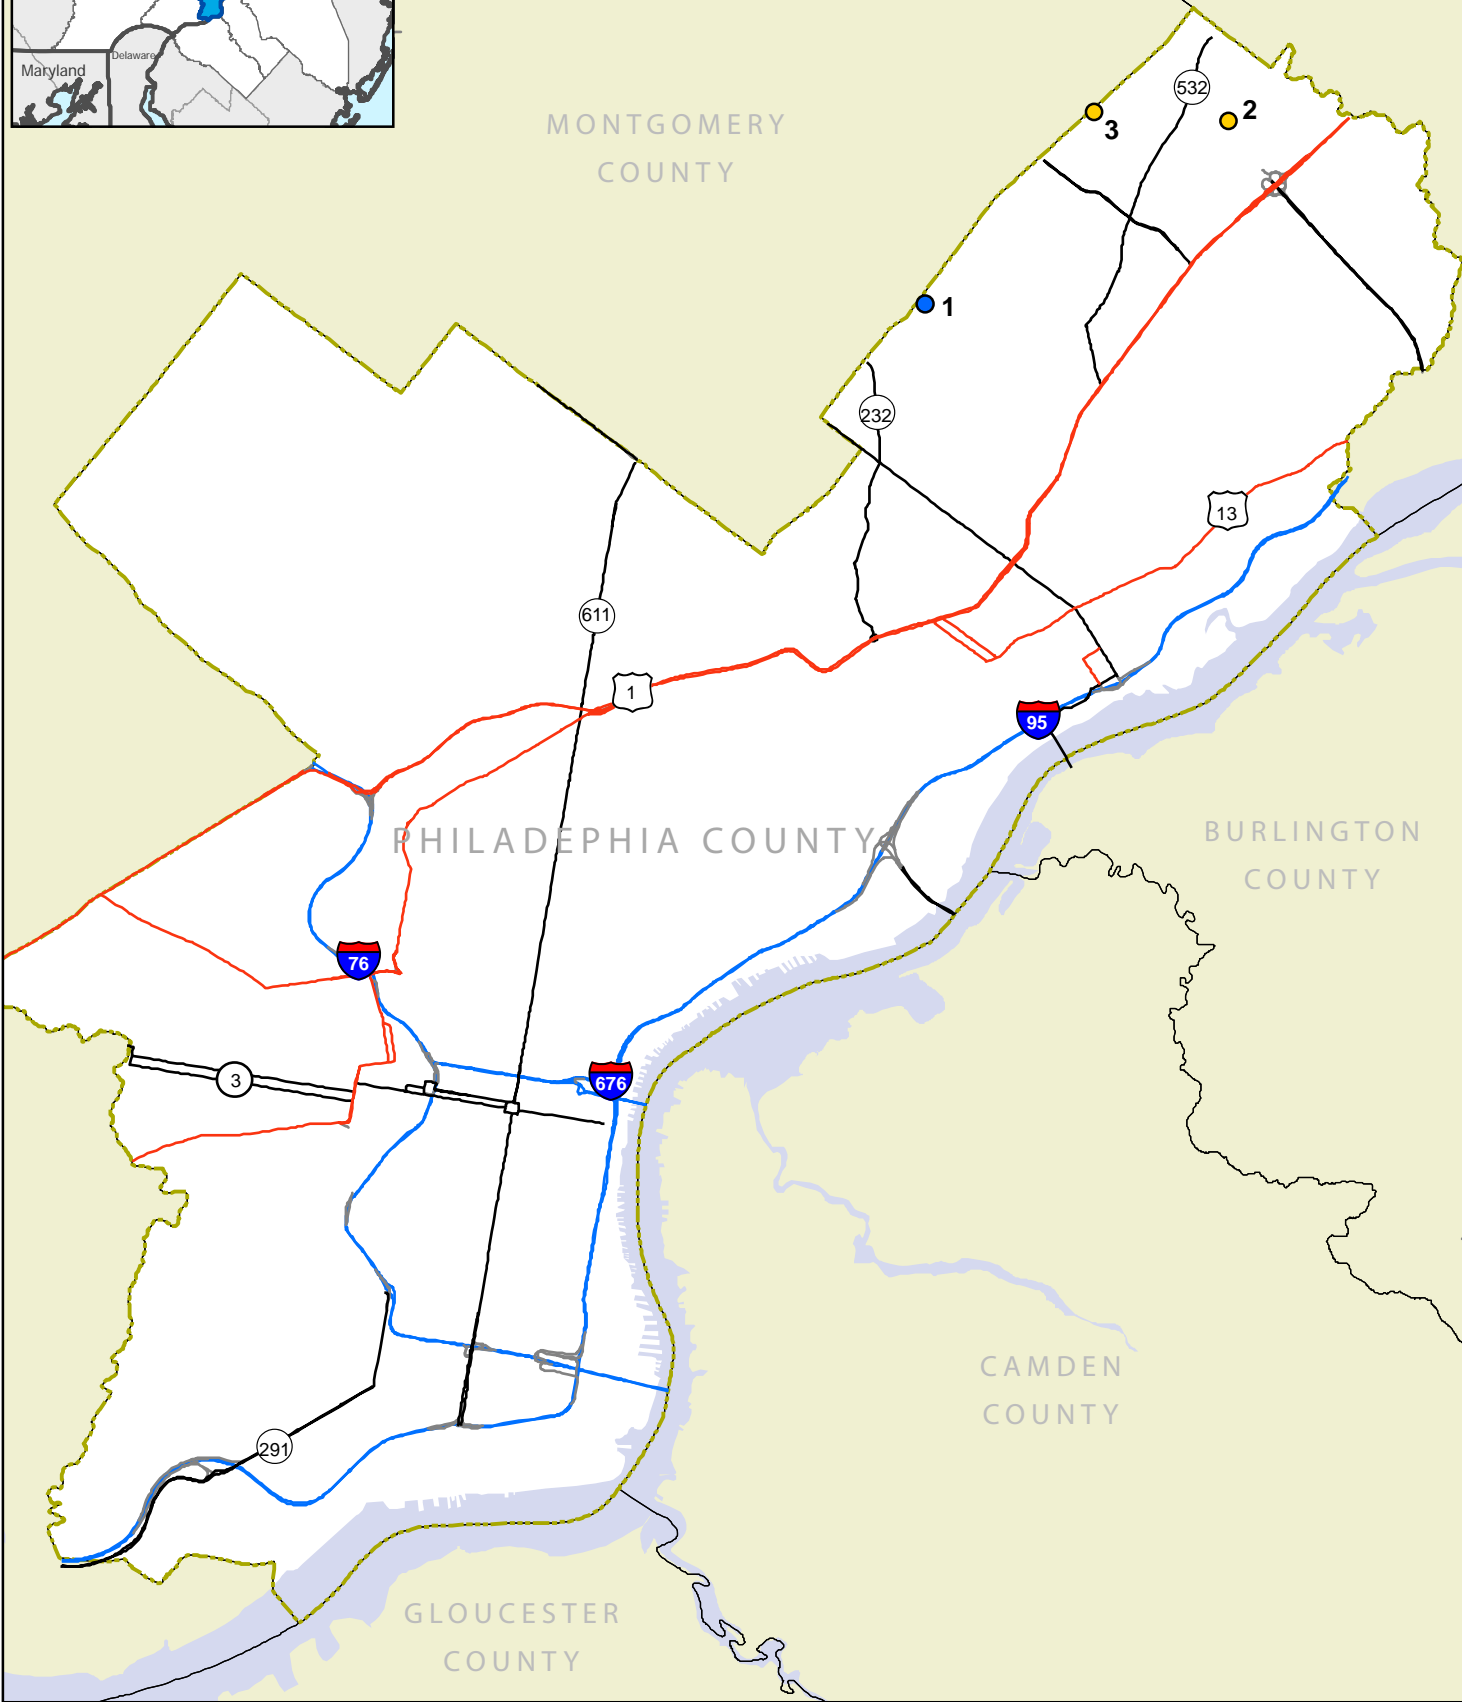 Delaware
Maryland
MONTGOMERY
COUNTY
532
2
3
1
232
13
611
1
95
PHILADEPHIA COUNTY
BURLINGTON
COUNTY
76
676
3
CAMDEN
COUNTY
291
GLOUCESTER
COUNTY